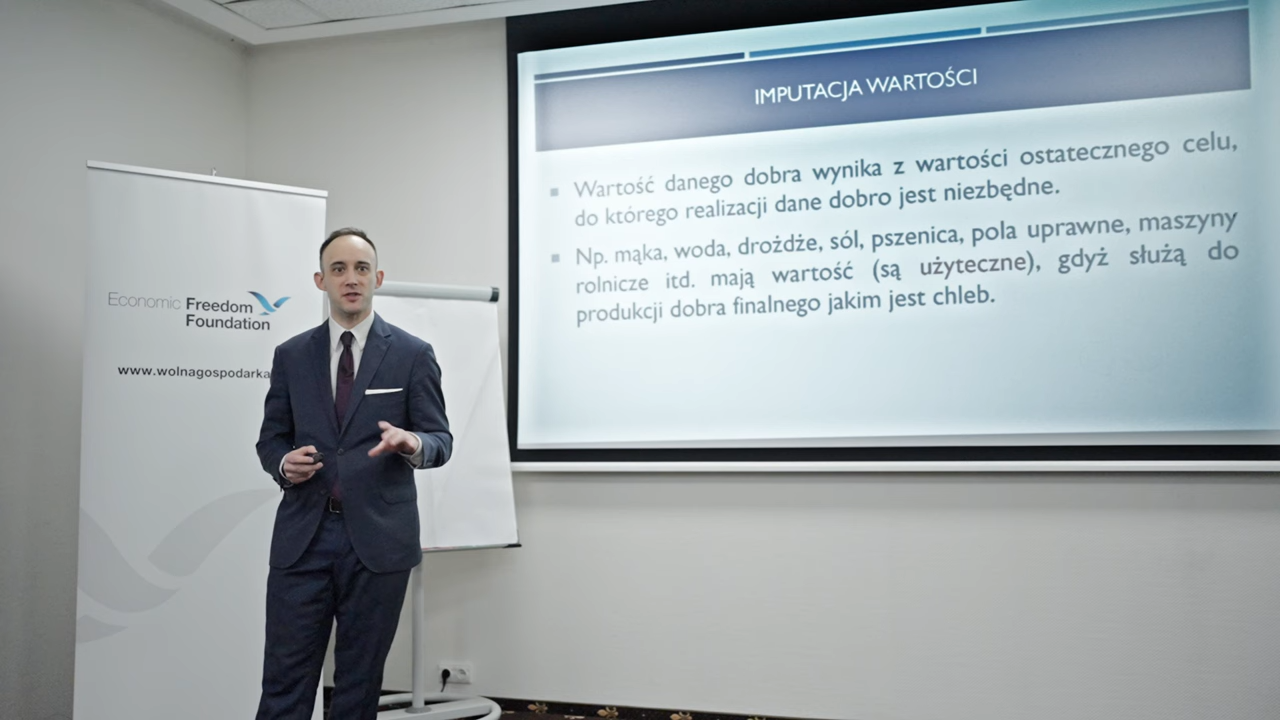 IMPUTACJA WARTOŚCI
Wartość danego dobra wynika z wartości ostatecznego celu,
do którego realizacji dane dobro jest niezbędne.
Np. mąka, woda, drożdże, sól, pszenica, pola uprawne, maszyny
rolnicze itd. mają wartość (są użyteczne), gdyż służą do
produkcji dobra finalnego jakim jest chleb.
Economic Freedom
Foundation
www.wolnagospodarka